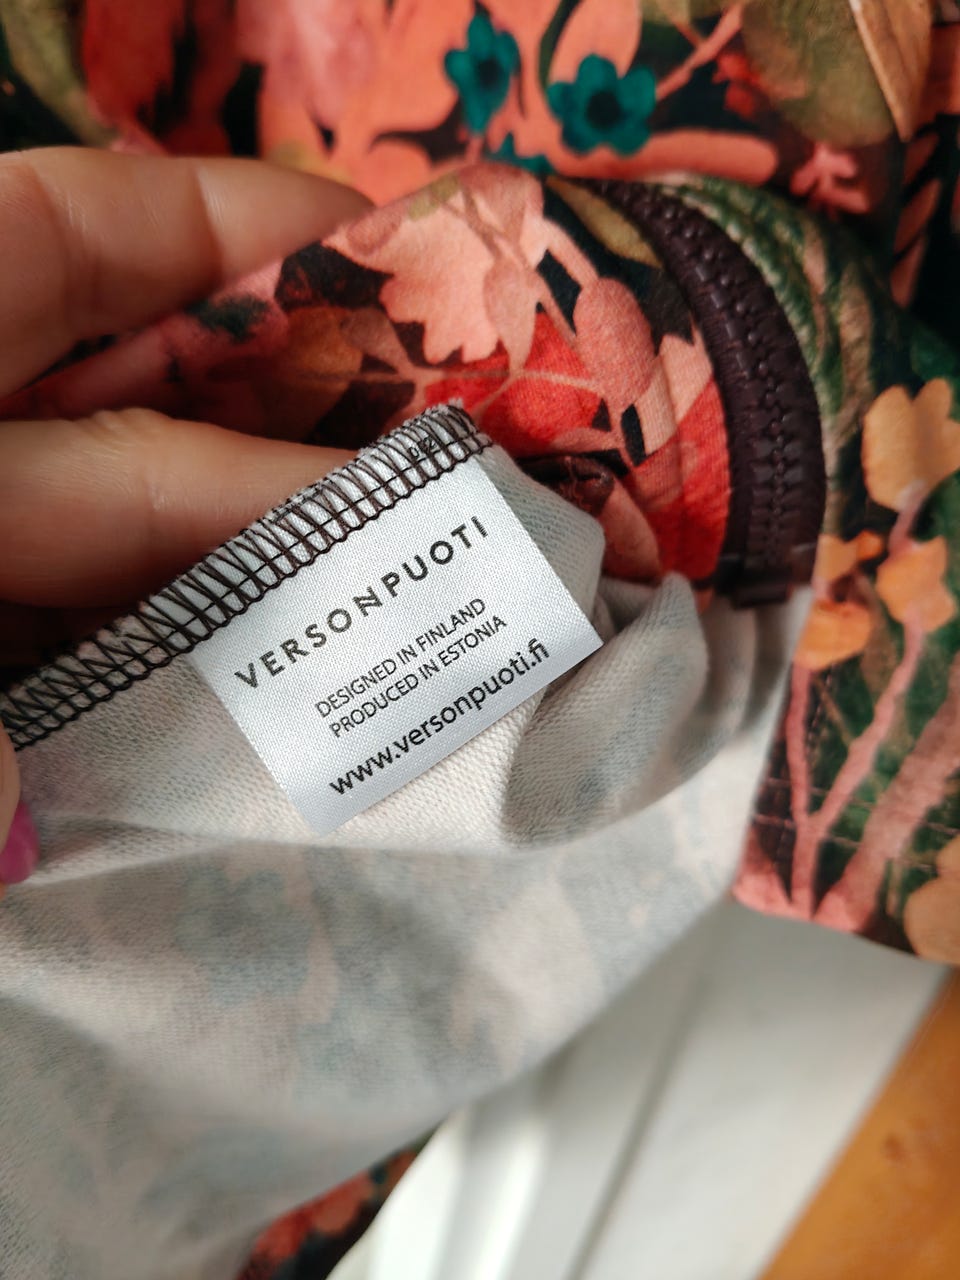 VERSONPUOTI
DESIGNED IN FINLAND
PRODUCED IN ESTONIA
www.versonpuoti.fi